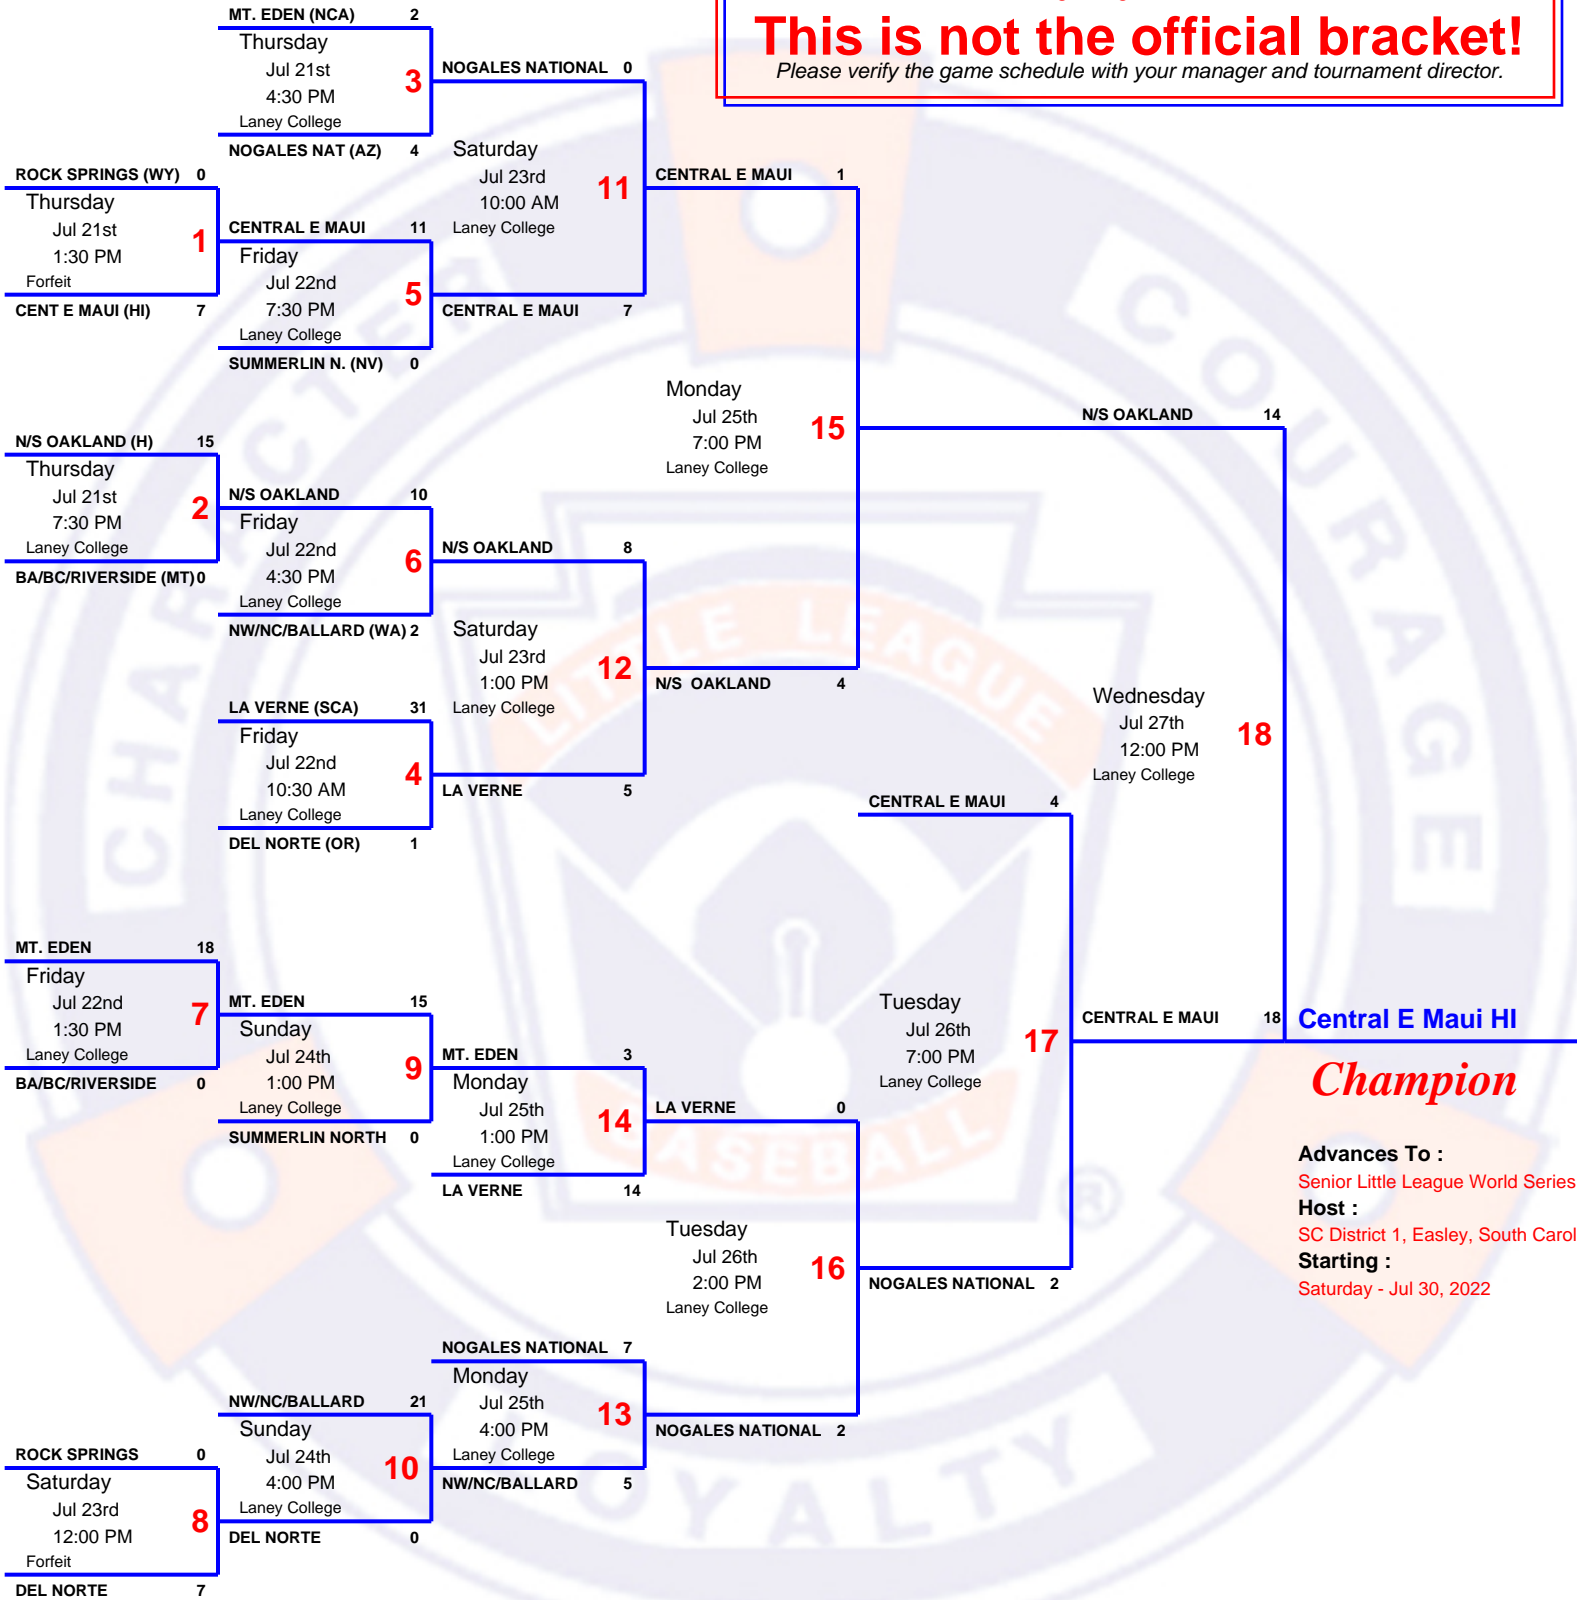 This is not the official bracket!
Please verify the game schedule with your manager and tournament director.
MT. EDEN (NCA) 2
Thursday
Jul 21st
4:30 PM
Laney College
3
NOGALES NAT (AZ) 4
ROCK SPRINGS (WY) 0
Thursday
Jul 21st
1:30 PM
Forfeit
1
CENT E MAUI (HI) 7
CENTRAL E MAUI 11
Friday
Jul 22nd
7:30 PM
Laney College
5
SUMMERLIN N. (NV) 0
NOGALES NATIONAL 0
Saturday
Jul 23rd
10:00 AM
Laney College
11
CENTRAL E MAUI 7
N/S OAKLAND (H) 15
Thursday
Jul 21st
7:30 PM
Laney College
2
BA/BC/RIVERSIDE (MT) 0
N/S OAKLAND 10
Friday
Jul 22nd
4:30 PM
Laney College
6
NW/NC/BALLARD (WA) 2
LA VERNE (SCA) 31
Friday
Jul 22nd
10:30 AM
Laney College
4
DEL NORTE (OR) 1
N/S OAKLAND 8
Saturday
Jul 23rd
1:00 PM
Laney College
12
LA VERNE 5
CENTRAL E MAUI 1
Monday
Jul 25th
7:00 PM
Laney College
15
N/S OAKLAND 4
N/S OAKLAND 14
Wednesday
Jul 27th
12:00 PM
Laney College
18
CENTRAL E MAUI 18
MT. EDEN 18
Friday
Jul 22nd
1:30 PM
Laney College
7
BA/BC/RIVERSIDE 0
MT. EDEN 15
Sunday
Jul 24th
1:00 PM
Laney College
9
SUMMERLIN NORTH 0
MT. EDEN 3
Monday
Jul 25th
1:00 PM
Laney College
14
LA VERNE 14
ROCK SPRINGS 0
Saturday
Jul 23rd
12:00 PM
Forfeit
8
DEL NORTE 7
NW/NC/BALLARD 21
Sunday
Jul 24th
4:00 PM
Laney College
10
DEL NORTE 0
NOGALES NATIONAL 7
Monday
Jul 25th
4:00 PM
Laney College
13
NW/NC/BALLARD 5
LA VERNE 0
Tuesday
Jul 26th
2:00 PM
Laney College
16
NOGALES NATIONAL 2
CENTRAL E MAUI 4
Tuesday
Jul 26th
7:00 PM
Laney College
17
NOGALES NATIONAL 2
Central E Maui HI
Champion
Advances To :
Senior Little League World Series
Host :
SC District 1, Easley, South Carol
Starting :
Saturday - Jul 30, 2022
CHARACTER
COURAGE
LOYALTY
LITTLE LEAGUE
BASEBALL
®